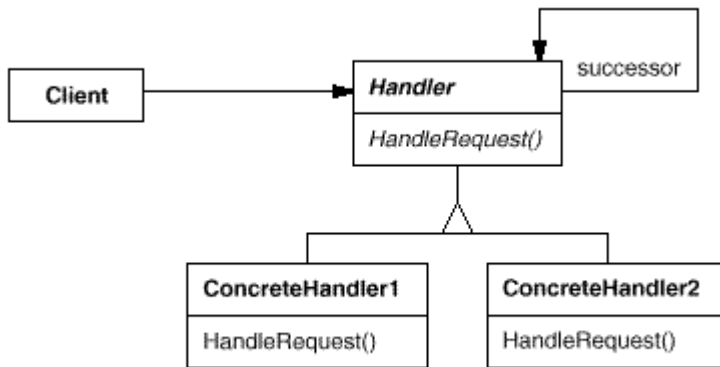 Client
Handler
HandleRequest()
successor
ConcreteHandler1
HandleRequest()
ConcreteHandler2
HandleRequest()